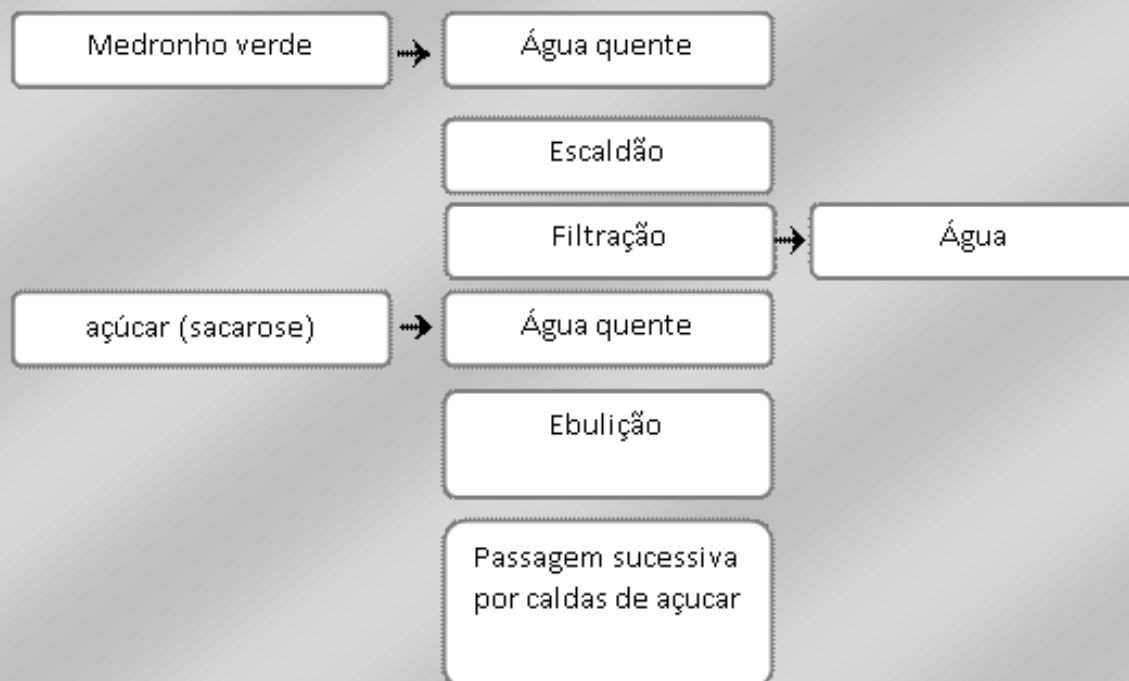 Medronho verde
Água quente
Escaldão
Filtração
Água
açúcar (sacarose)
Água quente
Ebulição
Passagem sucessiva
por caldas de açucar